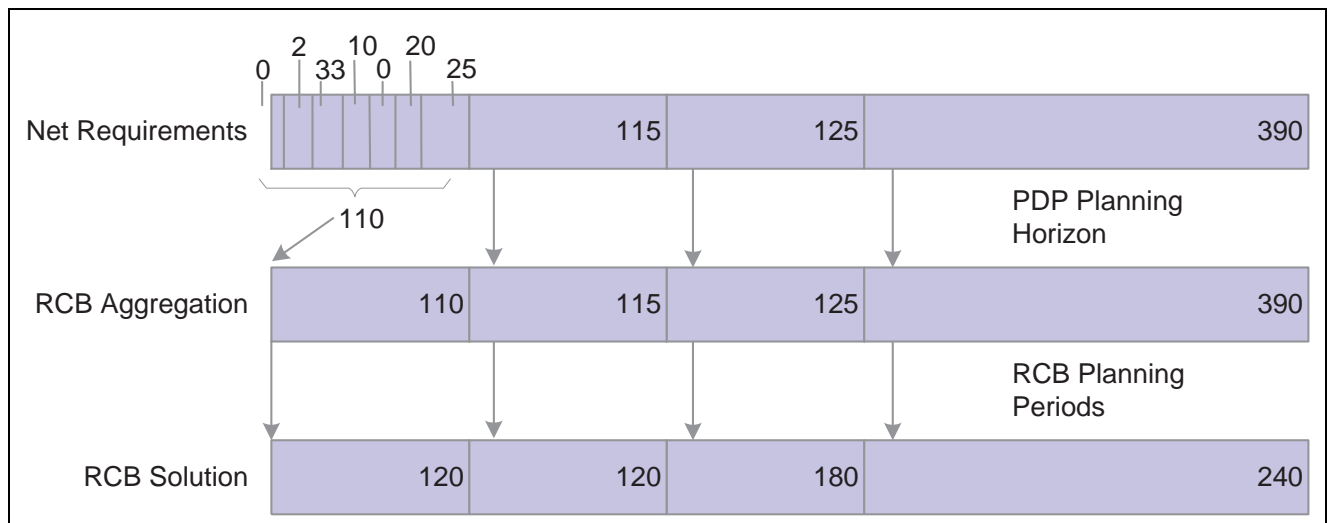 0 2 33 10 0 20 25
Net Requirements 115 125 390
110
PDP Planning
Horizon
RCB Aggregation 110 115 125 390
RCB Planning
Periods
RCB Solution 120 120 180 240